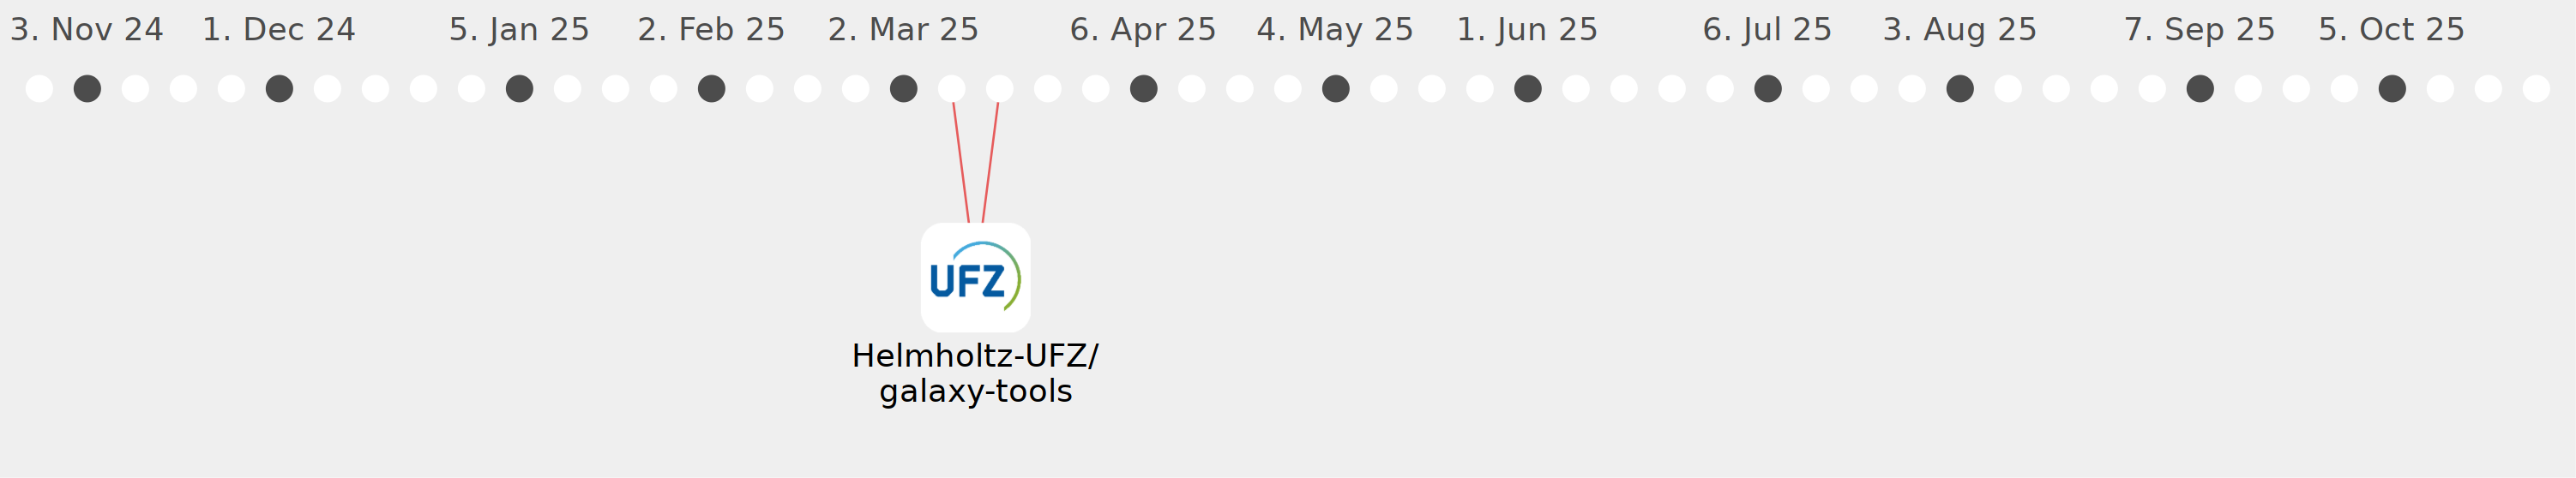 3. Nov 24 1. Dec 24 5. Jan 25 2. Feb 25 2. Mar 25 6. Apr 25 4. May 25 1. Jun 25 6. Jul 25 3. Aug 25 7. Sep 25 5. Oct 25
UFZ
Helmholtz-UFZ/
galaxy-tools